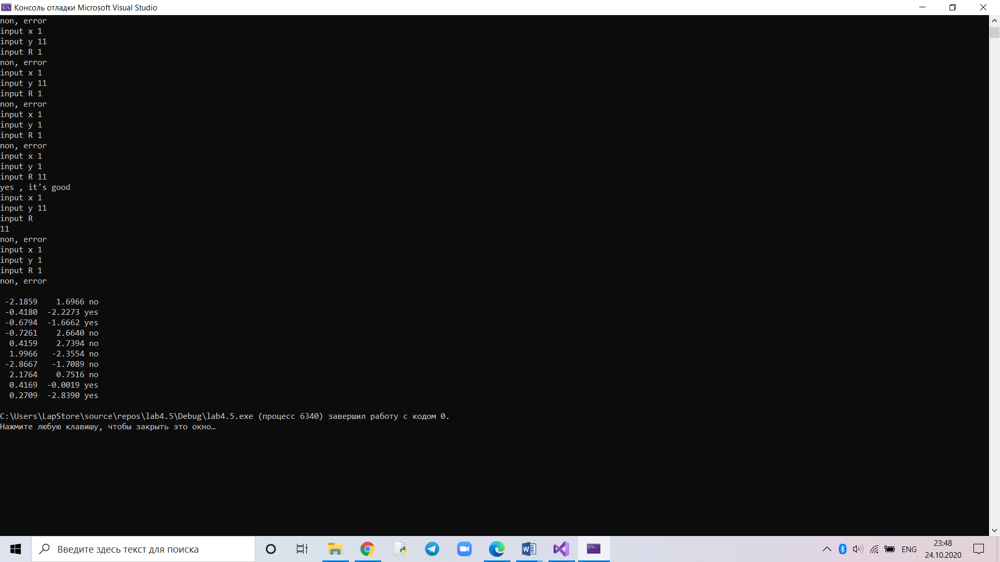 Консоль отладки Microsoft Visual Studio
non, error
input x 1
input y 11
input R 1
non, error
input x 1
input y 11
input R 1
non, error
input x 1
input y 1
input R 1
non, error
input x 1
input y 1
input R 11
yes , it's good
input x 1
input y 11
input R
11
non, error
input x 1
input y 1
input R 1
non, error
-2.1859 1.6966 no
-0.4180 -2.2273 yes
-0.6794 -1.6662 yes
-0.7261 2.6640 no
0.4159 2.7394 no
1.9966 -2.3554 no
-2.8667 -1.7089 no
2.1764 0.7516 no
0.4169 -0.0019 yes
0.2709 -2.8390 yes
C:\Users\LapStore\source\repos\lab4.5\Debug\lab4.5.exe (процесс 6340) завершил работу с кодом 0.
Нажмите любую клавишу, чтобы закрыть это окно…
Введите здесь текст для поиска
ENG
23:48
24.10.2020